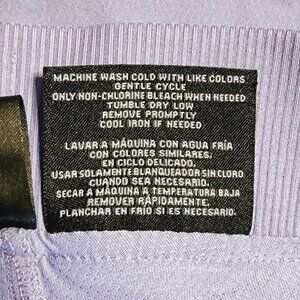 MACHINE WASH COLD WITH LIKE COLORS
GENTLE CYCLE
ONLY NON-CHLORINE BLEACH WHEN NEEDED
TUMBLE DRY LOW
REMOVE PROMPTLY
COOL IRON IF NEEDED
LAVAR A MÁQUINA CON AGUA FRÍA
CON COLORES SIMILARES.
EN CICLO DELICADO.
USAR SOLAMENTE BLANQUEADOR SIN CLORO
CUANDO SEA NECESARIO.
SECAR A MÁQUINA A TEMPERATURA BAJA
REMOVER RÁPIDAMENTE.
PLANCHAR EN FRÍO SI ES NECESARIO.